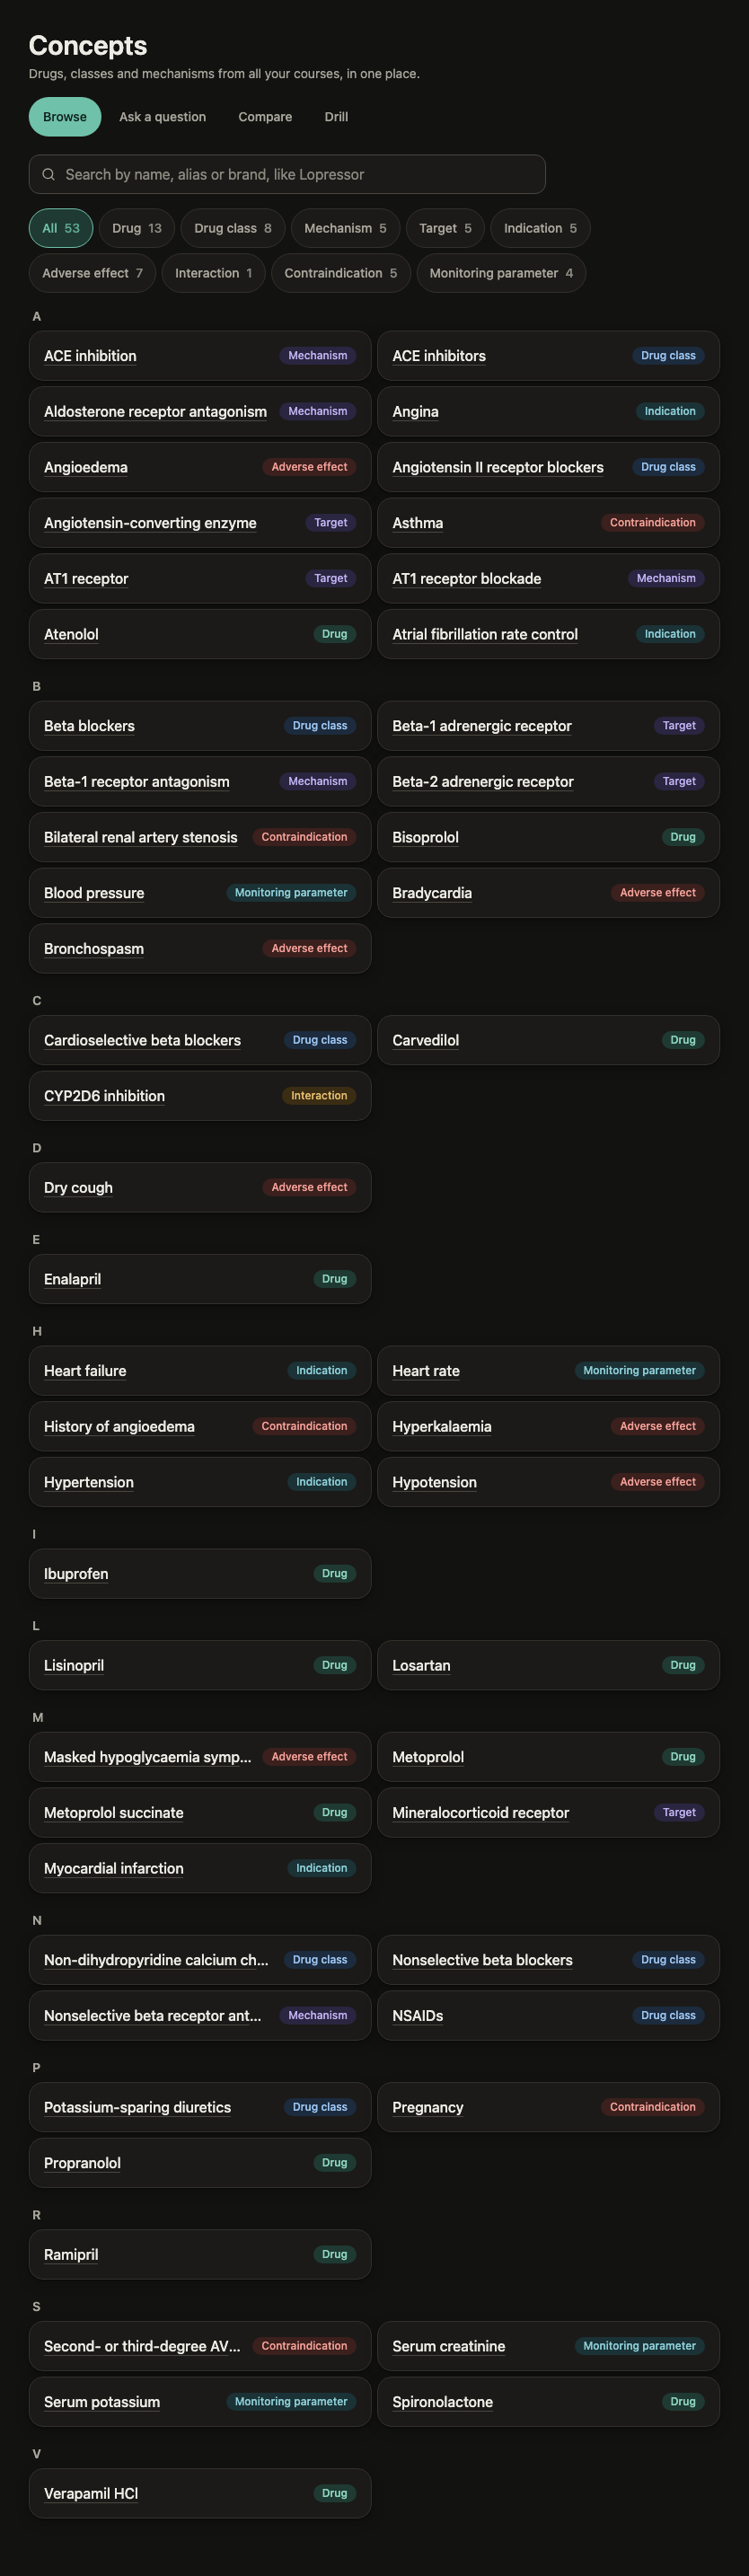 Concepts
Drugs, classes and mechanisms from all your courses, in one place.
Browse Ask a question Compare Drill
Search by name, alias or brand, like Lopressor
All 53 Drug 13 Drug class 8 Mechanism 5 Target 5 Indication 5
Adverse effect 7 Interaction 1 Contraindication 5 Monitoring parameter 4
A
ACE inhibition Mechanism ACE inhibitors Drug class
Aldosterone receptor antagonism Mechanism Angina Indication
Angioedema Adverse effect Angiotensin II receptor blockers Drug class
Angiotensin-converting enzyme Target Asthma Contraindication
AT1 receptor Target AT1 receptor blockade Mechanism
Atenolol Drug Atrial fibrillation rate control Indication
B
Beta blockers Drug class Beta-1 adrenergic receptor Target
Beta-1 receptor antagonism Mechanism Beta-2 adrenergic receptor Target
Bilateral renal artery stenosis Contraindication Bisoprolol Drug
Blood pressure Monitoring parameter Bradycardia Adverse effect
Bronchospasm Adverse effect
C
Cardioselective beta blockers Drug class Carvedilol Drug
CYP2D6 inhibition Interaction
D
Dry cough Adverse effect
E
Enalapril Drug
H
Heart failure Indication Heart rate Monitoring parameter
History of angioedema Contraindication Hyperkalaemia Adverse effect
Hypertension Indication Hypotension Adverse effect
I
Ibuprofen Drug
L
Lisinopril Drug Losartan Drug
M
Masked hypoglycaemia symp... Adverse effect Metoprolol Drug
Metoprolol succinate Drug Mineralocorticoid receptor Target
Myocardial infarction Indication
N
Non-dihydropyridine calcium ch... Drug class Nonselective beta blockers Drug class
Nonselective beta receptor ant... Mechanism NSAIDs Drug class
P
Potassium-sparing diuretics Drug class Pregnancy Contraindication
Propranolol Drug
R
Ramipril Drug
S
Second- or third-degree AV... Contraindication Serum creatinine Monitoring parameter
Serum potassium Monitoring parameter Spironolactone Drug
V
Verapamil HCl Drug